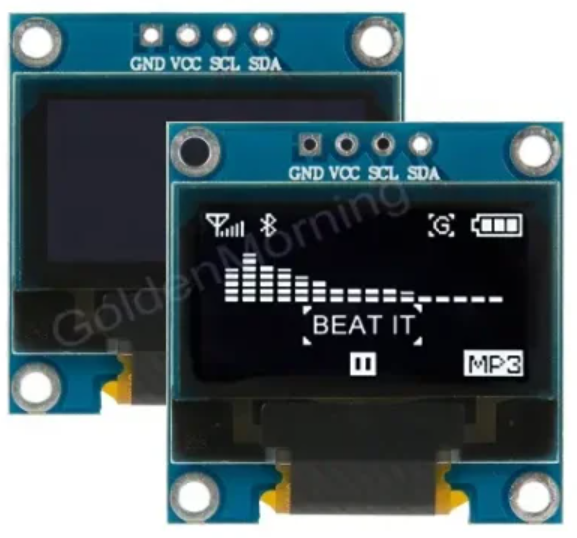 GND VCC SCL SDA
GND VCC SCL SDA
G
BEAT IT
MP3
GoldenMorning